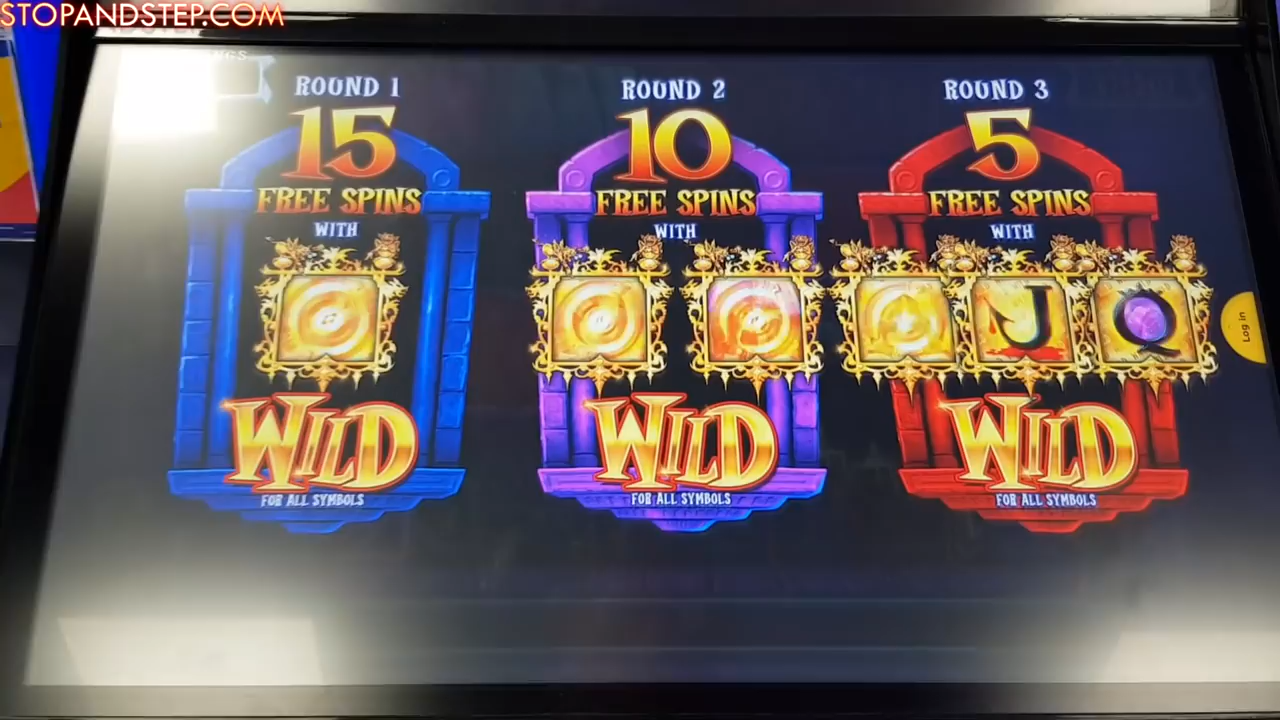 STOPANDSTEP.COM
ROUND 1
15
FREE SPINS
WITH
WILD
FOR ALL SYMBOLS
ROUND 2
10
FREE SPINS
WITH
WILD
FOR ALL SYMBOLS
ROUND 3
5
FREE SPINS
WITH
J Q
WILD
FOR ALL SYMBOLS
Log in